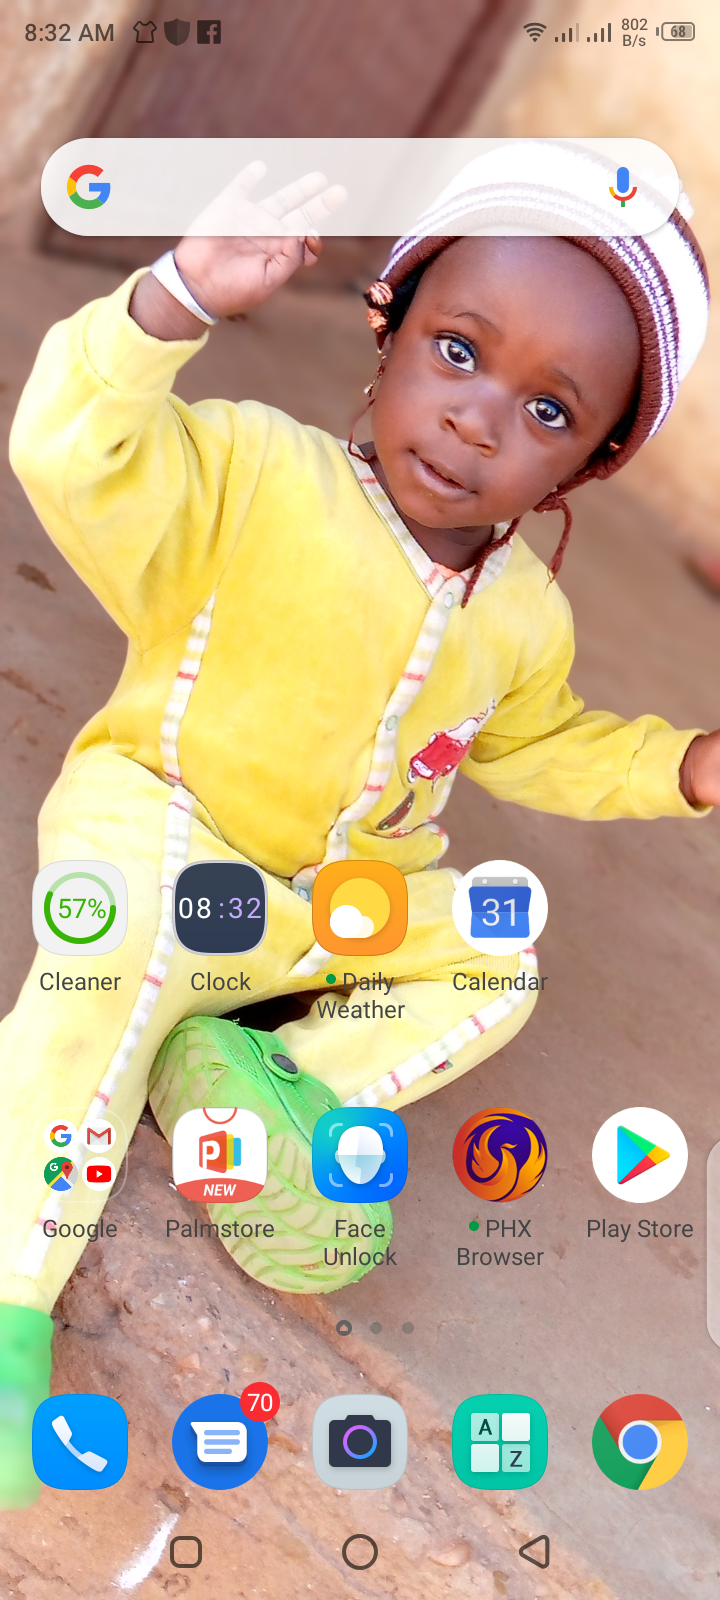 8:32 AM
802
B/s
68
57%
08:32
31
Cleaner
Clock
Daily
Weather
Calendar
NEW
Google
Palmstore
Face
Unlock
PHX
Browser
Play Store
70
A
Z